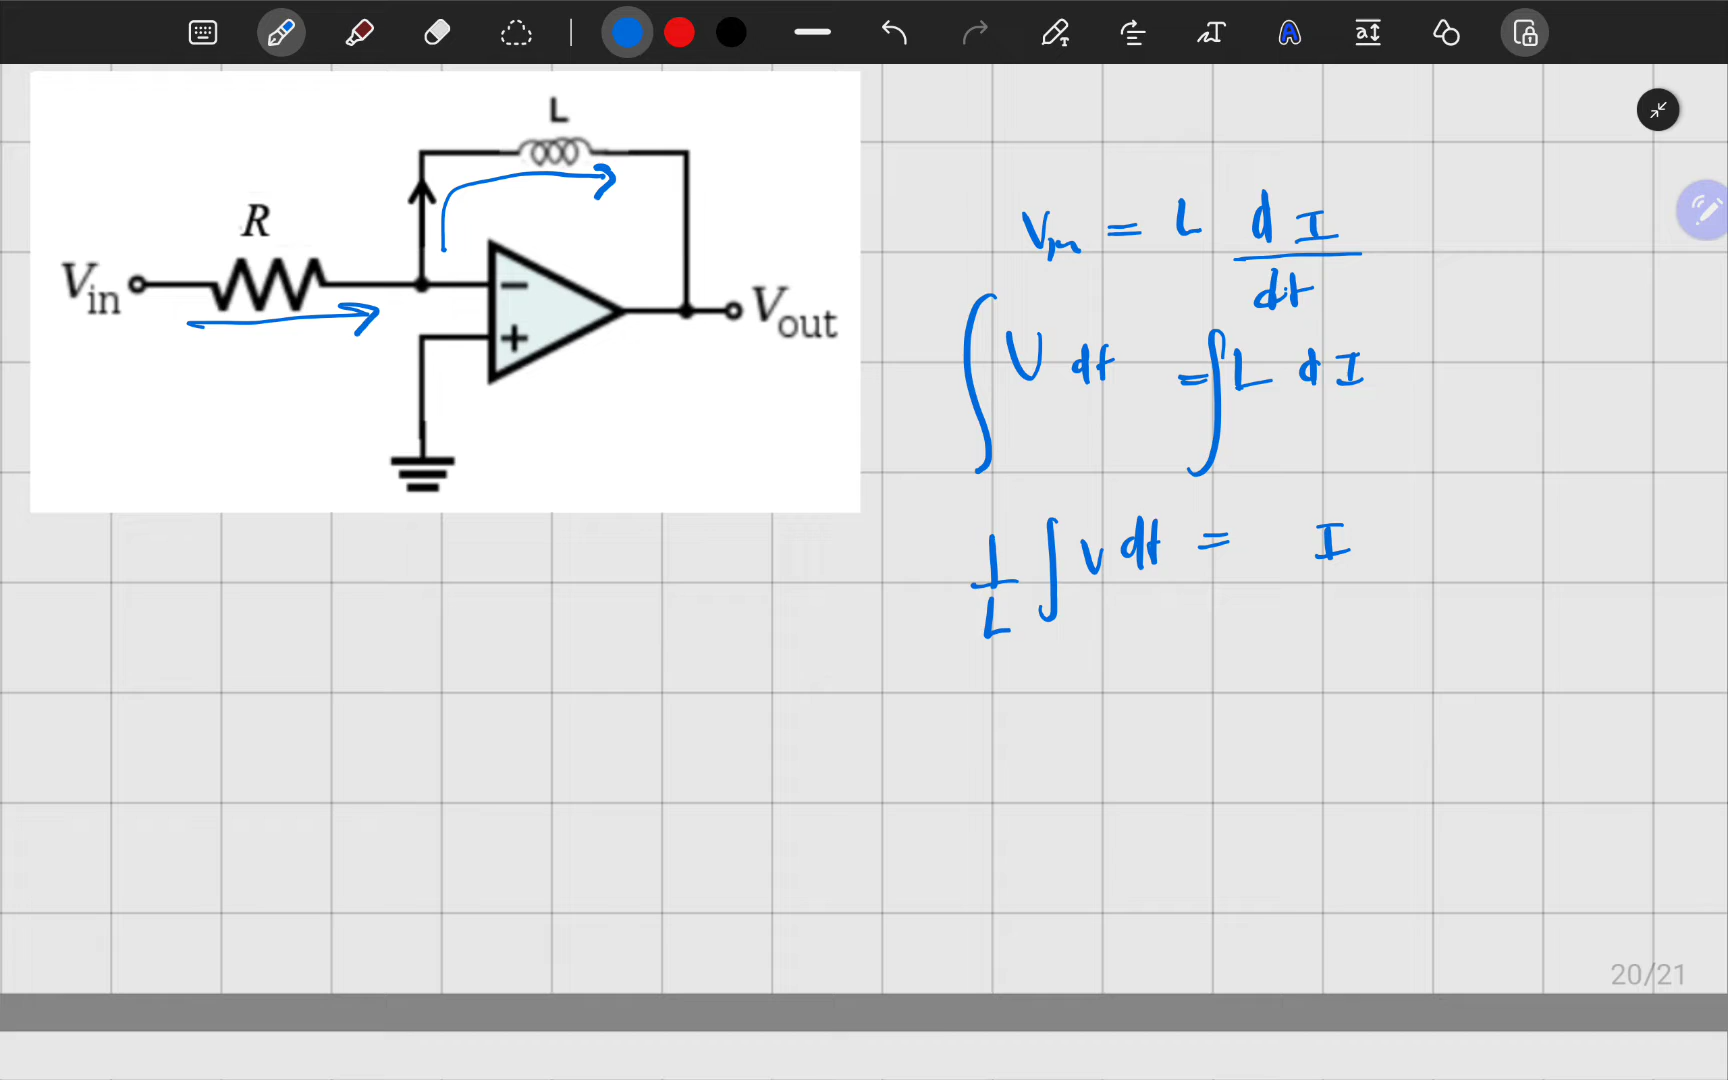 L
R
Vin
Vout
−
+
Vin = L dI/dt
∫ V dt = ∫ L dI
1/L ∫ V dt = I
20/21